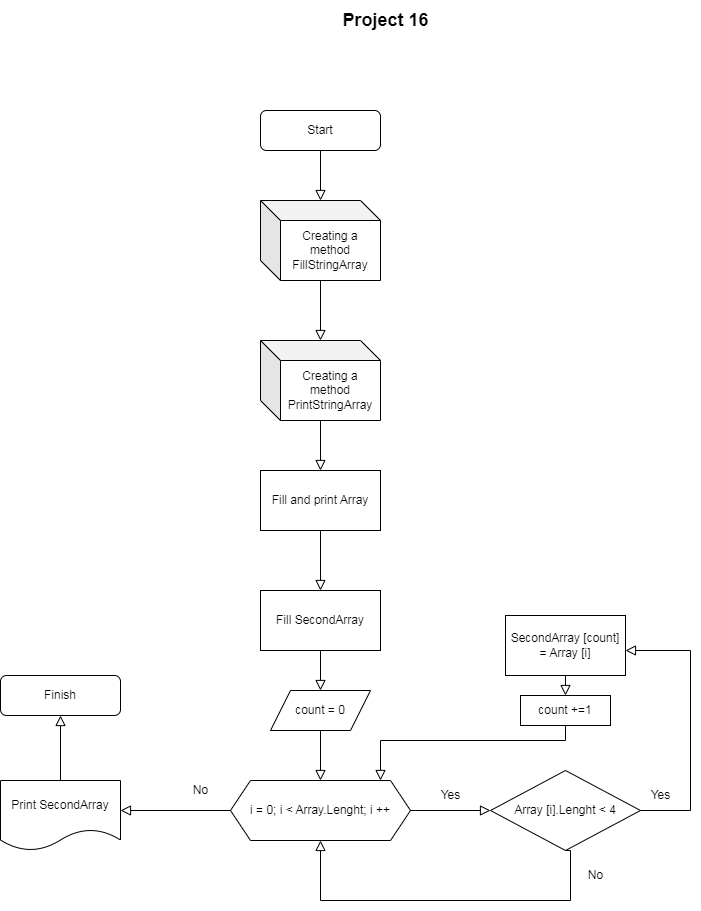 Project 16
Start
Creating a
method
FillStringArray
Creating a
method
PrintStringArray
Fill and print Array
Fill SecondArray
SecondArray [count]
= Array [i]
Finish
count = 0
count +=1
No
Yes
Yes
Print SecondArray
i = 0; i < Array.Lenght; i ++
Array [i].Lenght < 4
No